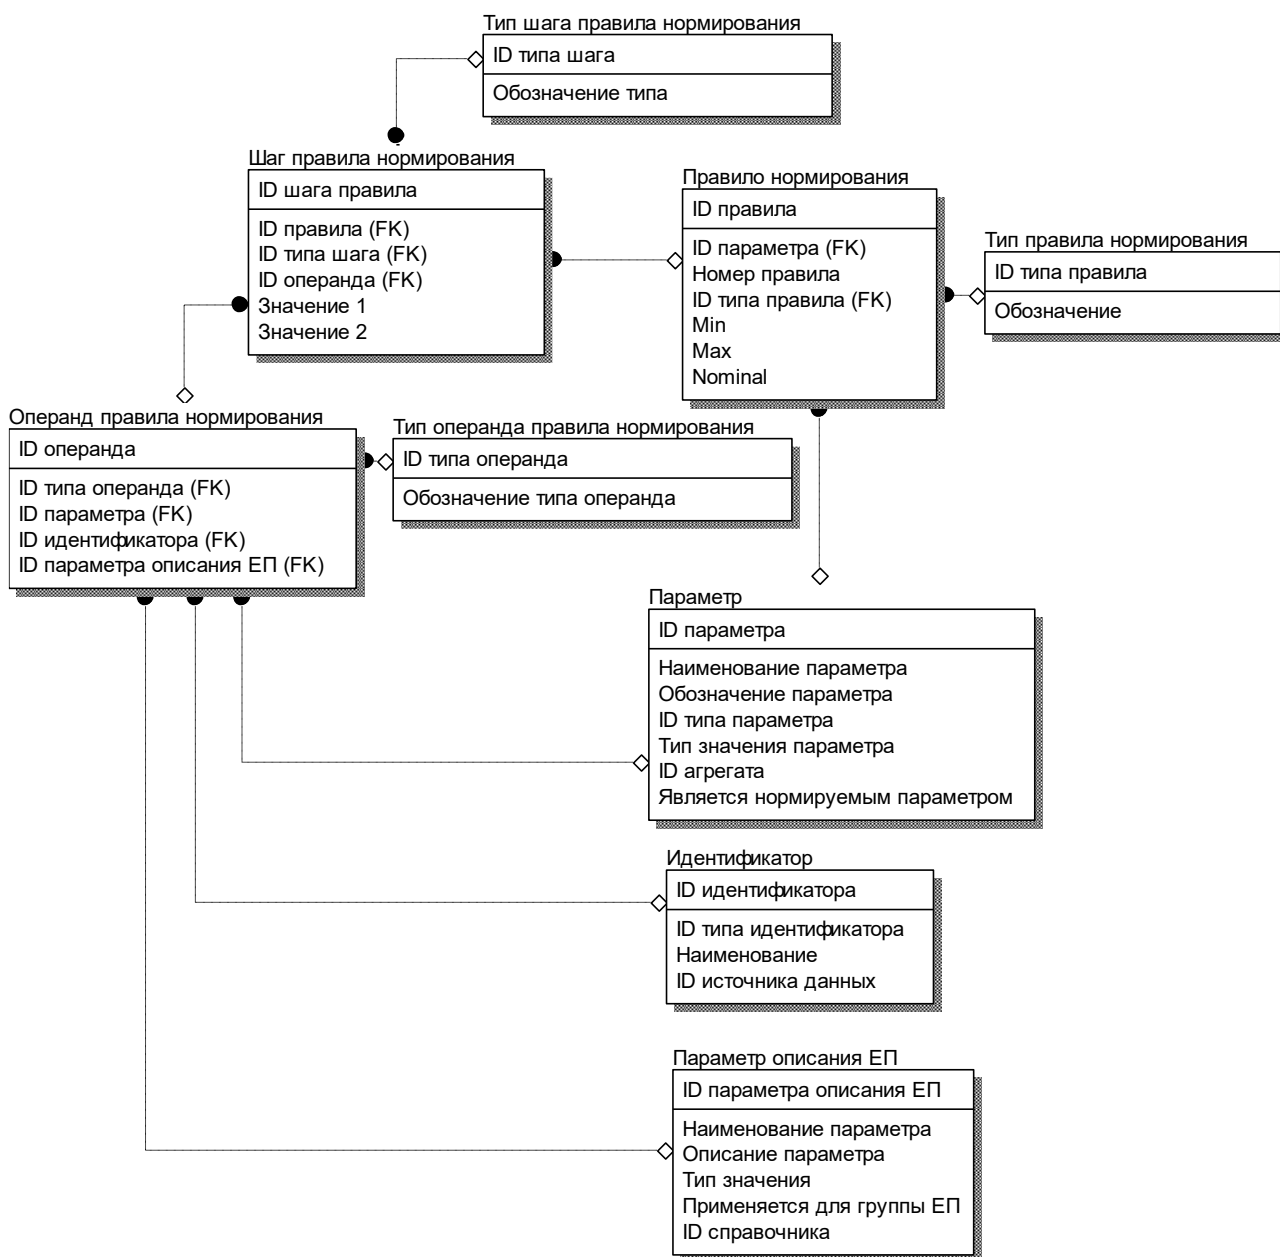 Тип шага правила нормирования
ID типа шага
Обозначение типа
Шаг правила нормирования
ID шага правила
ID правила (FK)
ID типа шага (FK)
ID операнда (FK)
Значение 1
Значение 2
Правило нормирования
ID правила
ID параметра (FK)
Номер правила
ID типа правила (FK)
Min
Max
Nominal
Тип правила нормирования
ID типа правила
Обозначение
Операнд правила нормирования
ID операнда
ID типа операнда (FK)
ID параметра (FK)
ID идентификатора (FK)
ID параметра описания ЕП (FK)
Тип операнда правила нормирования
ID типа операнда
Обозначение типа операнда
Параметр
ID параметра
Наименование параметра
Обозначение параметра
ID типа параметра
Тип значения параметра
ID агрегата
Является нормируемым параметром
Идентификатор
ID идентификатора
ID типа идентификатора
Наименование
ID источника данных
Параметр описания ЕП
ID параметра описания ЕП
Наименование параметра
Описание параметра
Тип значения
Применяется для группы ЕП
ID справочника